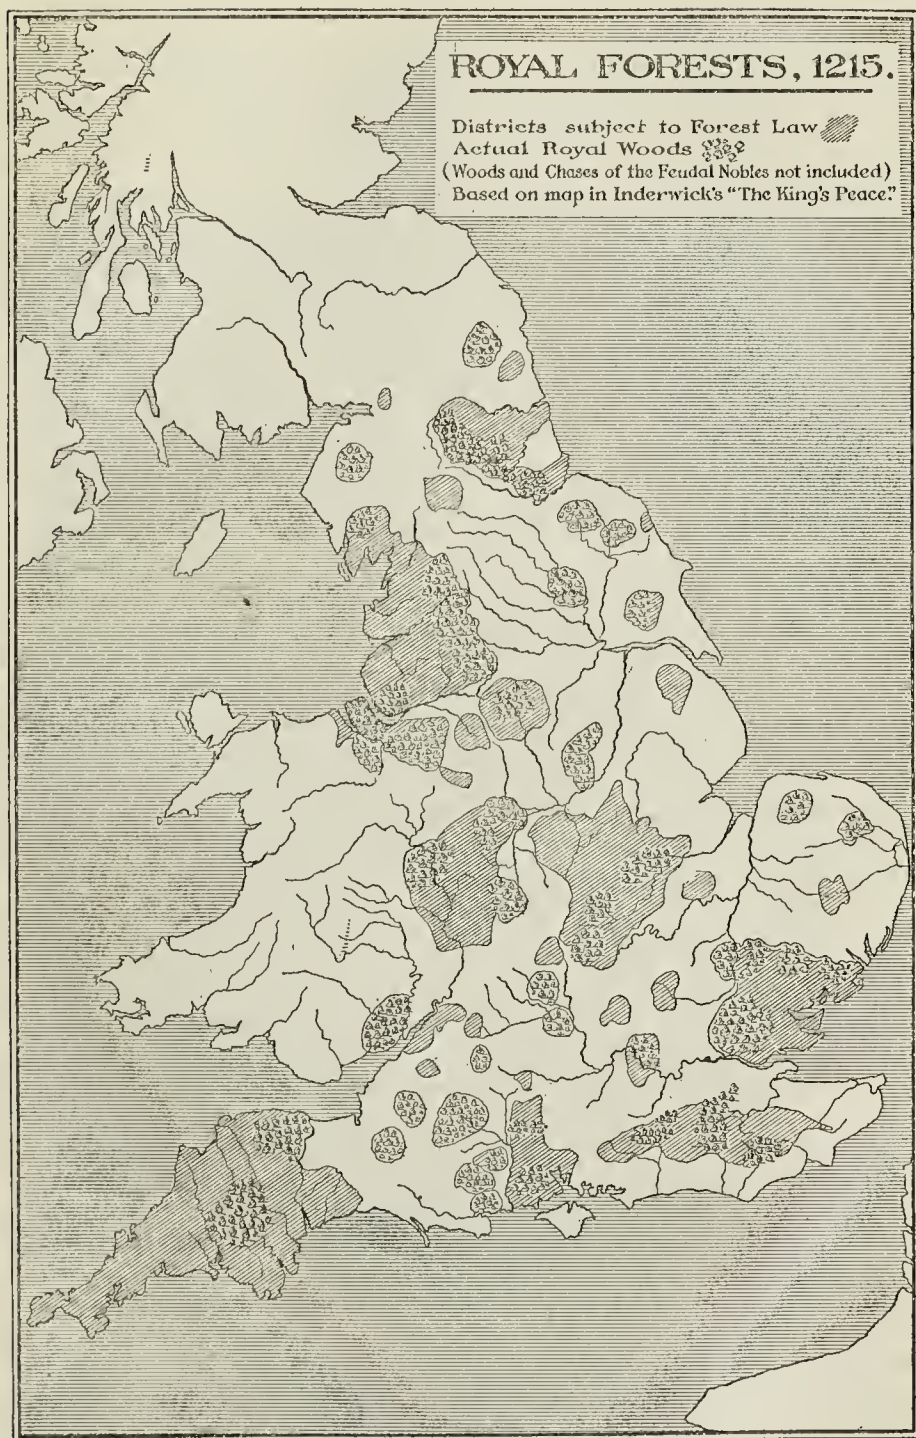 ROYAL FORESTS, 1215.
Districts subject to Forest Law
Actual Royal Woods
(Woods and Chases of the Feudal Nobles not included)
Based on map in Inderwick's "The King's Peace."